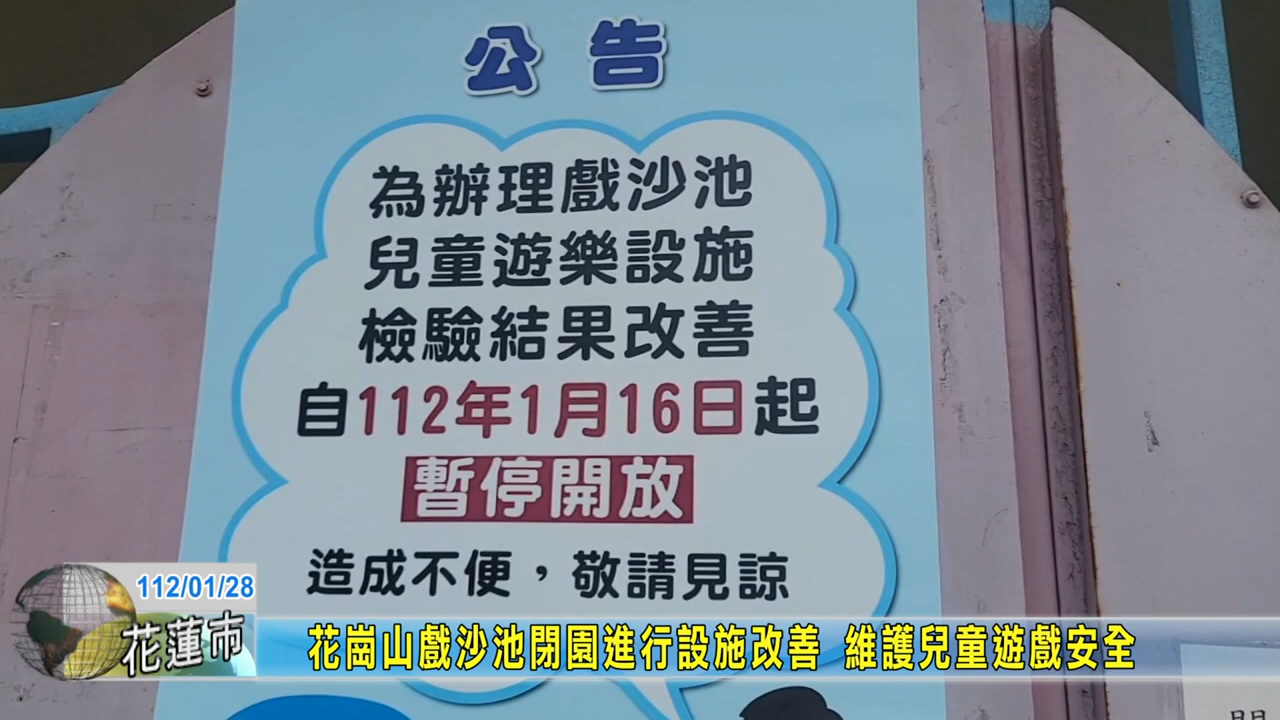 公告
為辦理戲沙池
兒童遊樂設施
檢驗結果改善
自112年1月16日起
暫停開放
造成不便，敬請見諒
112/01/28
花蓮市
花崗山戲沙池閉園進行設施改善 維護兒童遊戲安全